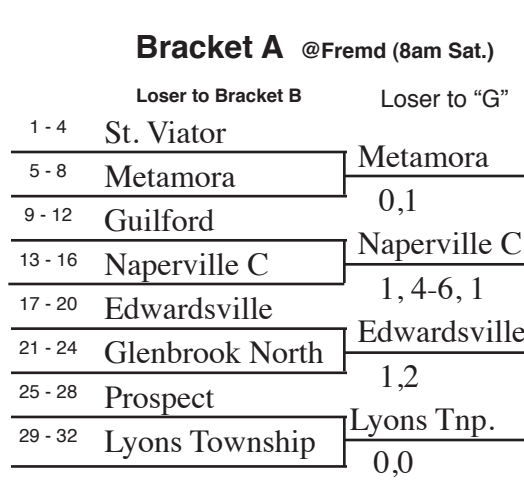 Bracket A @Fremd (8am Sat.)
Loser to Bracket B
Loser to “G”
1 - 4 St. Viator
Metamora
5 - 8 Metamora
0,1
9 - 12 Guilford
Naperville C
13 - 16 Naperville C
1, 4-6, 1
17 - 20 Edwardsville
Edwardsville
21 - 24 Glenbrook North
1,2
25 - 28 Prospect
Lyons Tnp.
29 - 32 Lyons Township
0,0